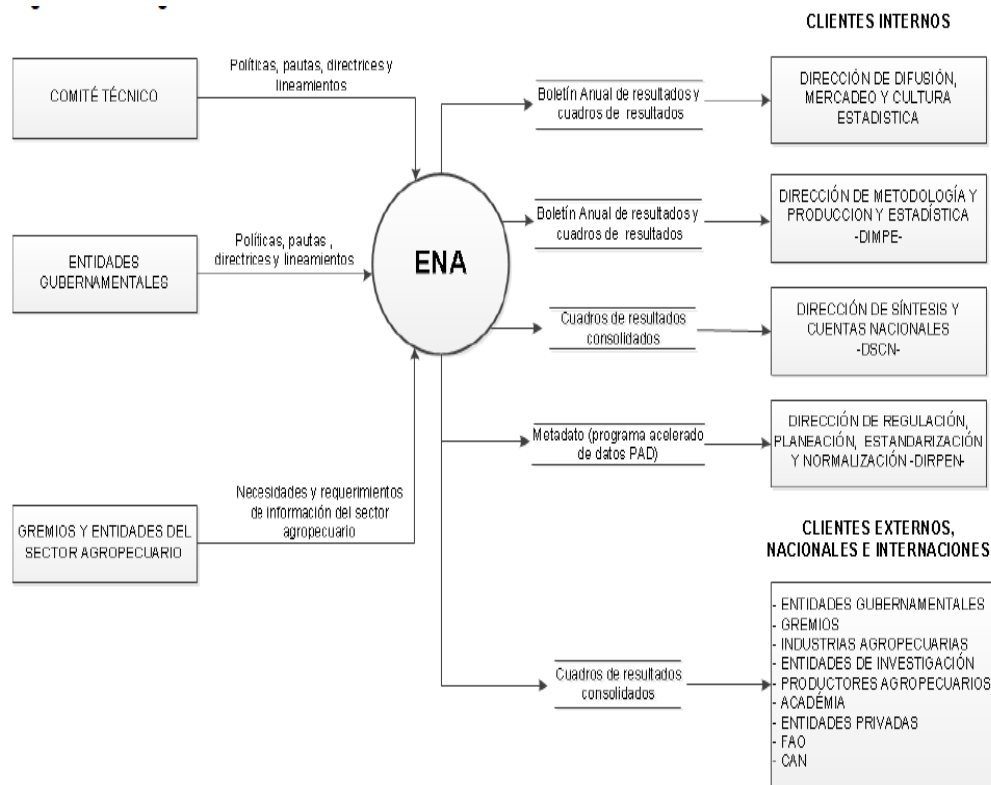 CLIENTES INTERNOS
COMITÉ TÉCNICO
Políticas, pautas, directrices y
lineamientos
Boletín Anual de resultados y
cuadros de resultados
DIRECCIÓN DE DIFUSIÓN,
MERCADEO Y CULTURA
ESTADISTICA
ENTIDADES
GUBERNAMENTALES
Políticas, pautas ,
directrices y lineamientos
ENA
Boletín Anual de resultados y
cuadros de resultados
DIRECCIÓN DE METODOLOGÍA Y
PRODUCCION Y ESTADÍSTICA
-DIMPE-
Cuadros de resultados
consolidados
DIRECCIÓN DE SÍNTESIS Y
CUENTAS NACIONALES
-DSCN-
Metadato (programa acelerado
de datos PAD)
DIRECCIÓN DE REGULACIÓN,
PLANEACIÓN, ESTANDARIZACIÓN
Y NORMALIZACIÓN -DIRPEN-
GREMIOS Y ENTIDADES DEL
SECTOR AGROPECUARIO
Necesidades y requerimientos
de información del sector
agropecuario
CLIENTES EXTERNOS,
NACIONALES E INTERNACIONES
Cuadros de resultados
consolidados
- ENTIDADES GUBERNAMENTALES
- GREMIOS
- INDUSTRIAS AGROPECUARIAS
- ENTIDADES DE INVESTIGACIÓN
- PRODUCTORES AGROPECUARIOS
- ACADÉMIA
- ENTIDADES PRIVADAS
- FAO
- CAN